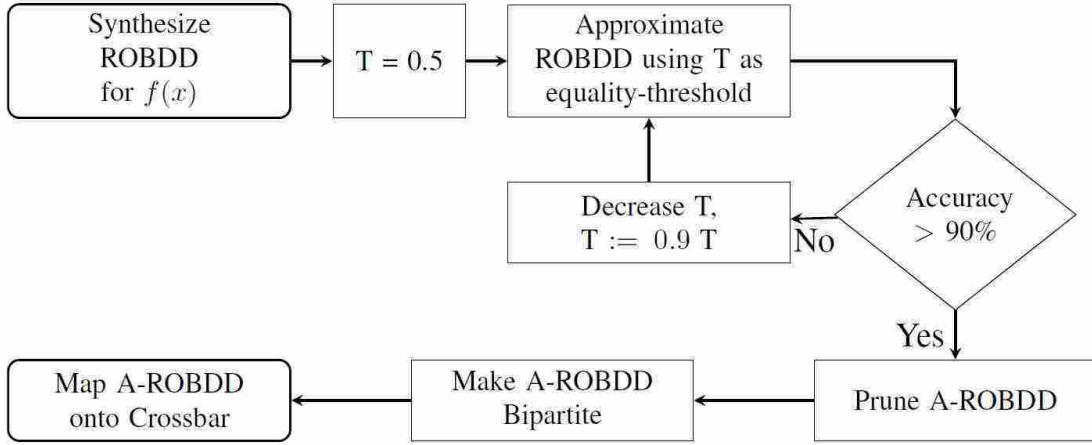 Synthesize
ROBDD
for f(x)
T = 0.5
Approximate
ROBDD using T as
equality-threshold
Accuracy
> 90%
No
Decrease T,
T := 0.9 T
Yes
Prune A-ROBDD
Make A-ROBDD
Bipartite
Map A-ROBDD
onto Crossbar